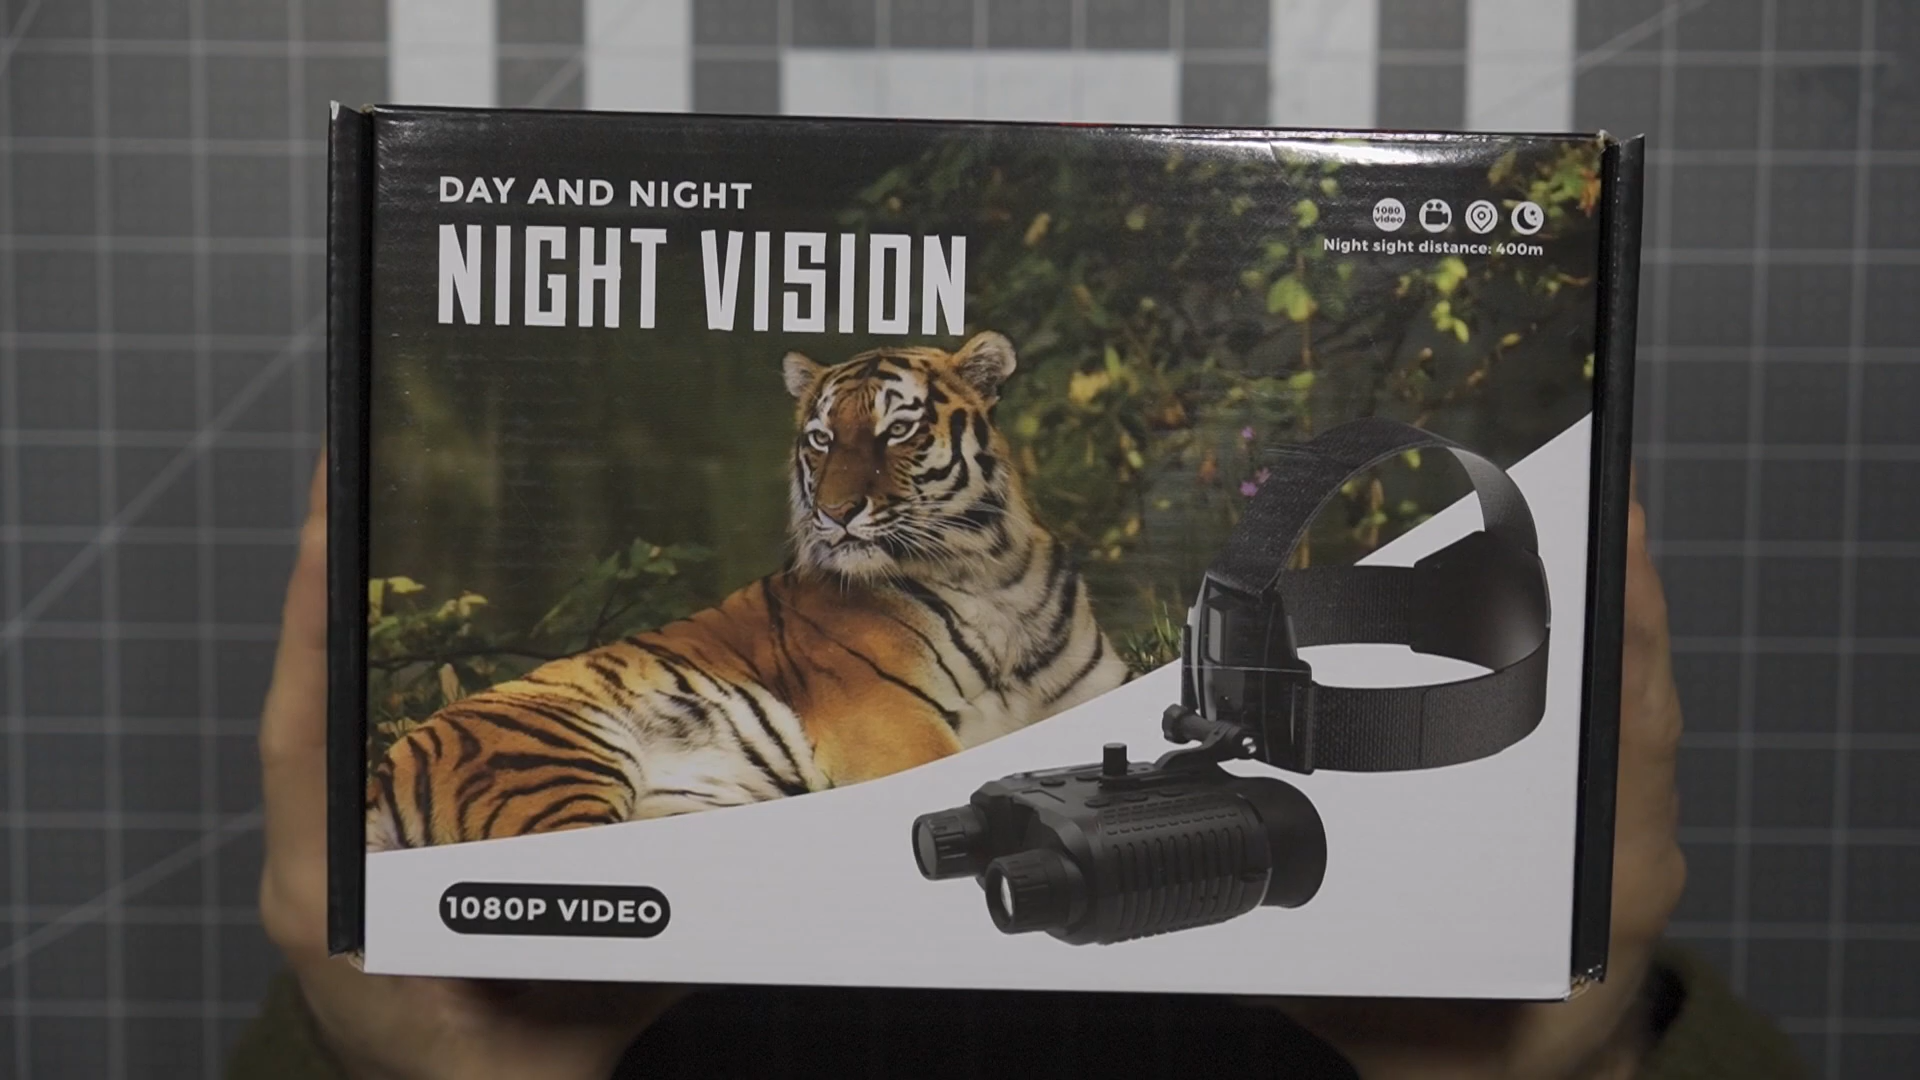 DAY AND NIGHT
NIGHT VISION
1080
video
Night sight distance: 400m
1080P VIDEO